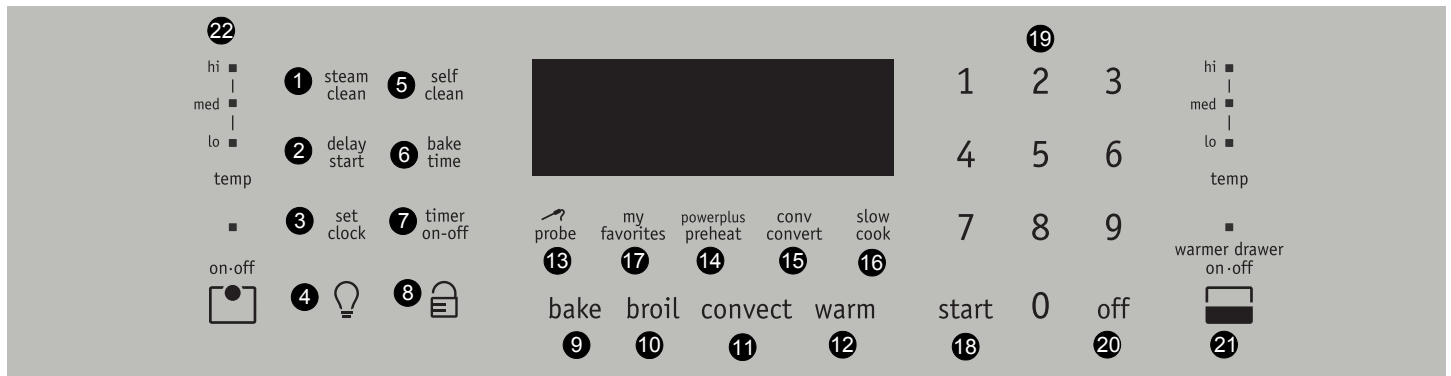 22
hi
med
lo
temp
on·off
1 steam
clean
5 self
clean
2 delay
start
6 bake
time
3 set
clock
7 timer
on-off
4
8
probe
13
my
favorites
17
powerplus
preheat
14
conv
convert
15
slow
cook
16
bake
9
broil
10
convect
11
warm
12
19
1 2 3
4 5 6
7 8 9
start 0 off
18
20
hi
med
lo
temp
warmer drawer
on·off
21